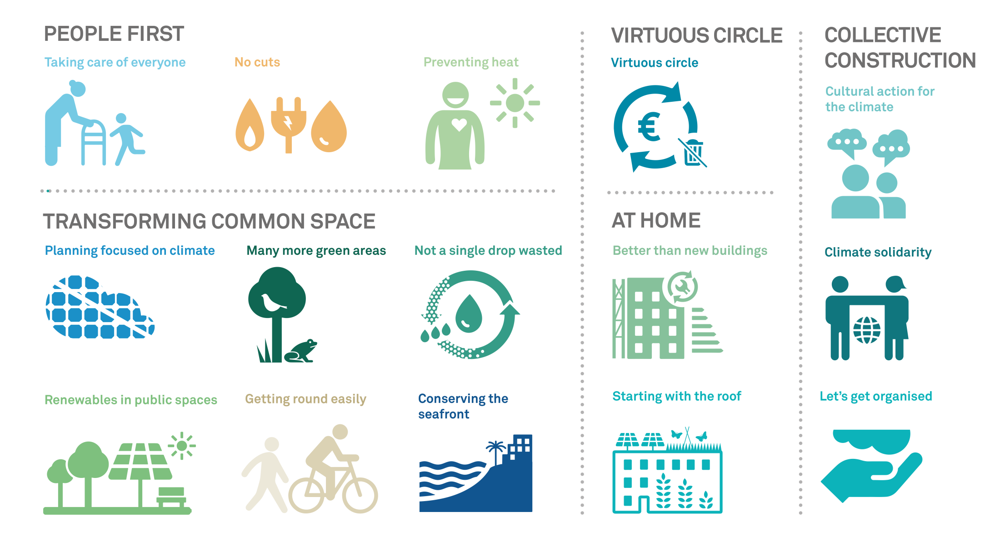 PEOPLE FIRST
Taking care of everyone
No cuts
Preventing heat
TRANSFORMING COMMON SPACE
Planning focused on climate
Many more green areas
Not a single drop wasted
Renewables in public spaces
Getting round easily
Conserving the
seafront
VIRTUOUS CIRCLE
Virtuous circle
€
AT HOME
Better than new buildings
Starting with the roof
COLLECTIVE
CONSTRUCTION
Cultural action for
the climate
Climate solidarity
Let's get organised